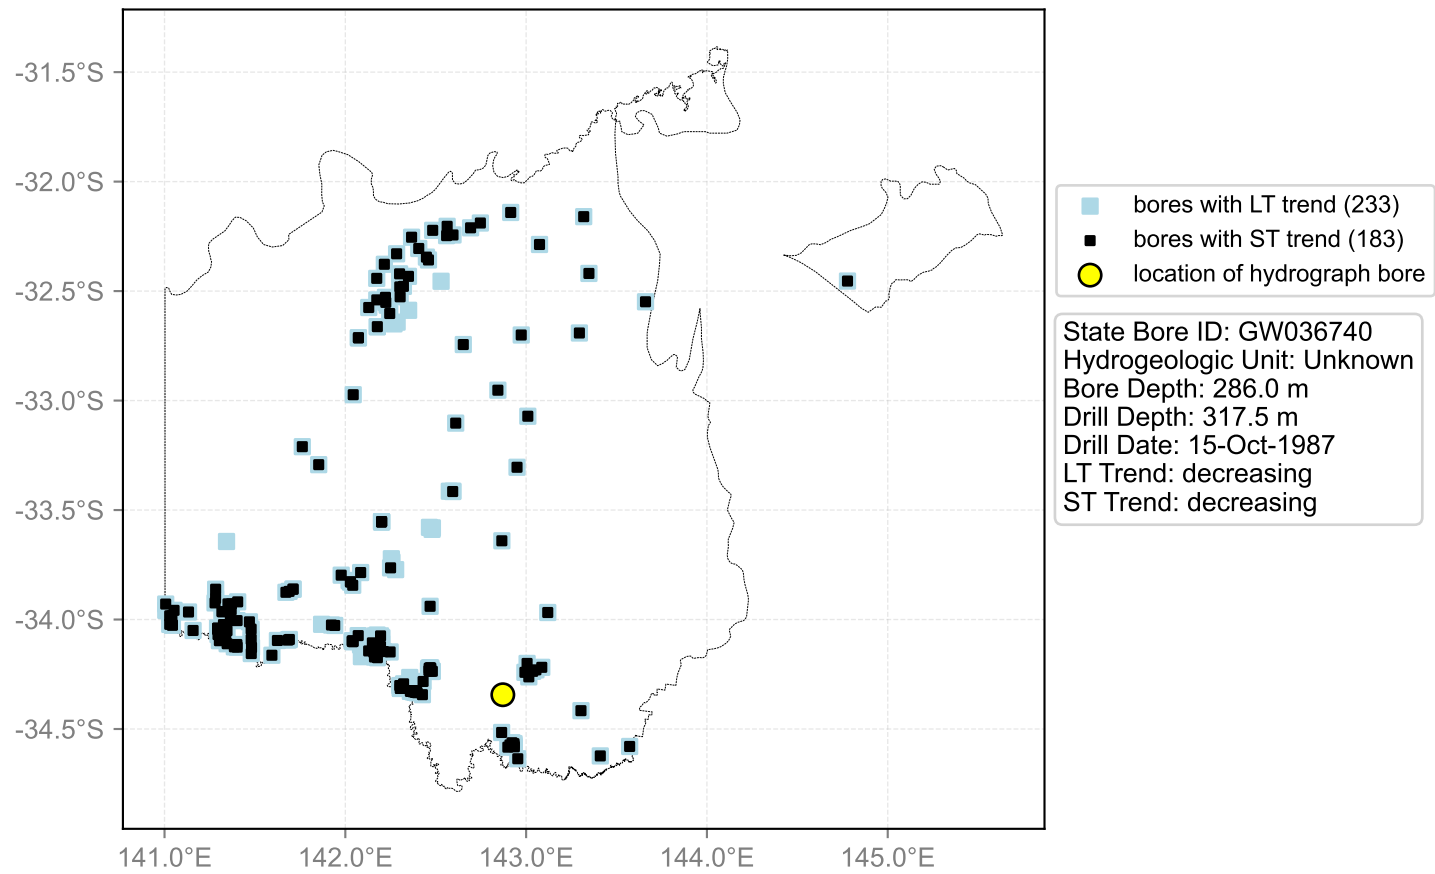 -31.5°S
-32.0°S
-32.5°S
-33.0°S
-33.5°S
-34.0°S
-34.5°S
141.0°E
142.0°E
143.0°E
144.0°E
145.0°E
bores with LT trend (233)
bores with ST trend (183)
location of hydrograph bore
State Bore ID: GW036740
Hydrogeologic Unit: Unknown
Bore Depth: 286.0 m
Drill Depth: 317.5 m
Drill Date: 15-Oct-1987
LT Trend: decreasing
ST Trend: decreasing